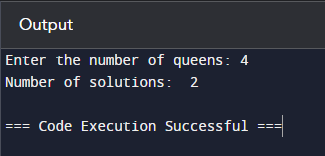 Output
Enter the number of queens: 4
Number of solutions:  2
=== Code Execution Successful ===